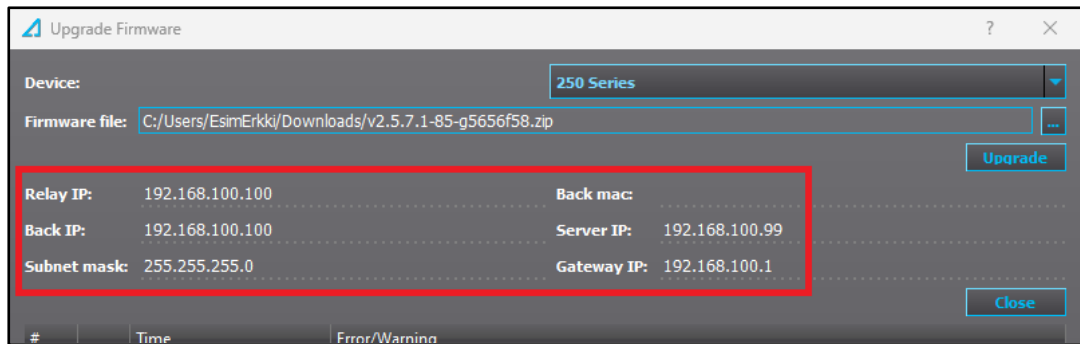 Upgrade Firmware ? ×
Device: 250 Series
Firmware file: C:/Users/EsimErkki/Downloads/v2.5.7.1-85-g5656f58.zip ...
Upgrade
Relay IP: 192.168.100.100 Back mac:
Back IP: 192.168.100.100 Server IP: 192.168.100.99
Subnet mask: 255.255.255.0 Gateway IP: 192.168.100.1
Close
# Time Error/Warning